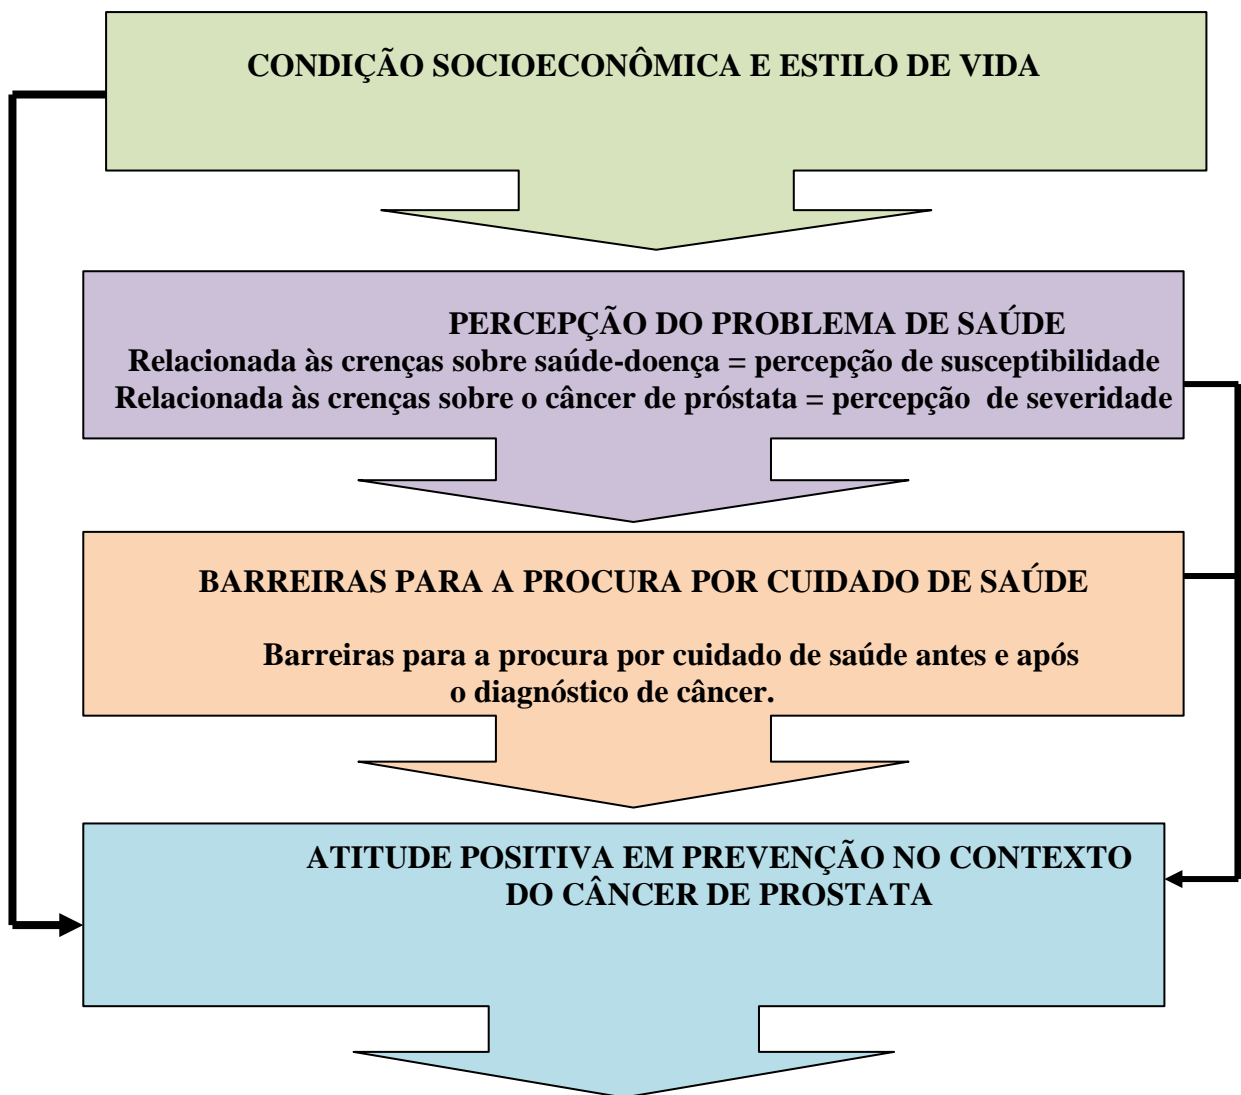 CONDIÇÃO SOCIOECONÔMICA E ESTILO DE VIDA
PERCEPÇÃO DO PROBLEMA DE SAÚDE
Relacionada às crenças sobre saúde-doença = percepção de susceptibilidade
Relacionada às crenças sobre o câncer de próstata = percepção  de severidade
BARREIRAS PARA A PROCURA POR CUIDADO DE SAÚDE
Barreiras para a procura por cuidado de saúde antes e após
o diagnóstico de câncer.
ATITUDE POSITIVA EM PREVENÇÃO NO CONTEXTO
DO CÂNCER DE PROSTATA